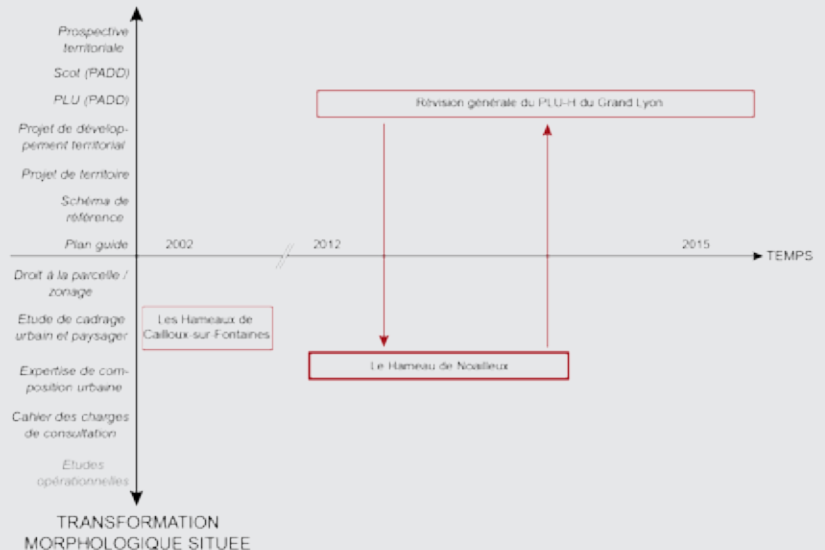 Prospective
territoriale
Scot (PADD)
PLU (PADD)
Révision générale du PLU-H du Grand Lyon
Projet de dévelop-
pement territorial
Projet de territoire
Schéma de
référence
Plan guide
2002
2012
2015
TEMPS
Droit à la parcelle /
zonage
Etude de cadrage
urbain et paysager
Les Hameaux de
Cailloux-sur-Fontaines
Le Hameau de Noailleux
Expertise de com-
position urbaine
Cahier des charges
de consultation
Etudes
opérationnelles
TRANSFORMATION
MORPHOLOGIQUE SITUEE